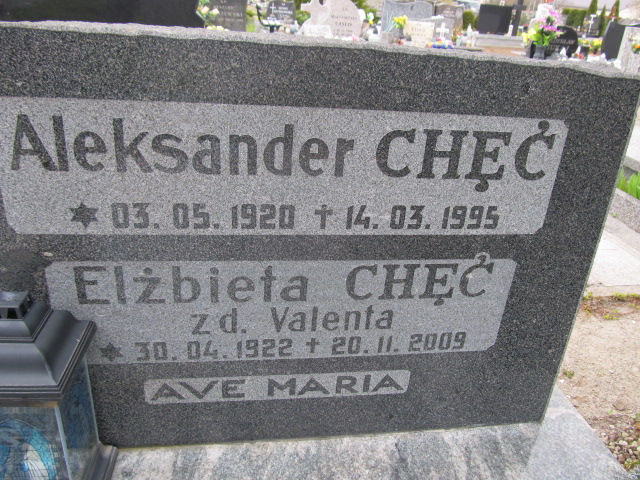 Aleksander CHĘĆ
* 03. 05. 1920 † 14. 03. 1995
Elżbieta CHĘĆ
zd. Valenta
* 30. 04. 1922 † 20. 11. 2009
AVE MARIA